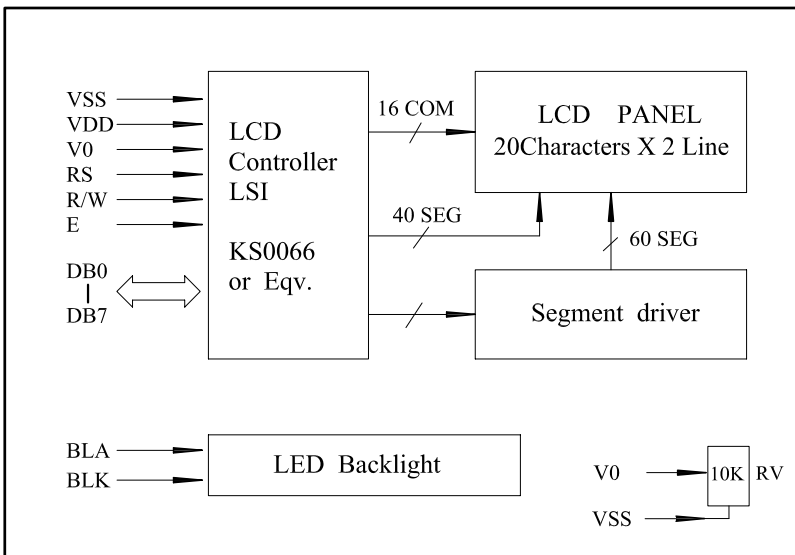 VSS
VDD
V0
RS
R/W
E
DB0
DB7
LCD
Controller
LSI
KS0066
or Eqv.
16 COM
40 SEG
LCD PANEL
20Characters X 2 Line
60 SEG
Segment driver
BLA
BLK
LED Backlight
V0
10K RV
VSS